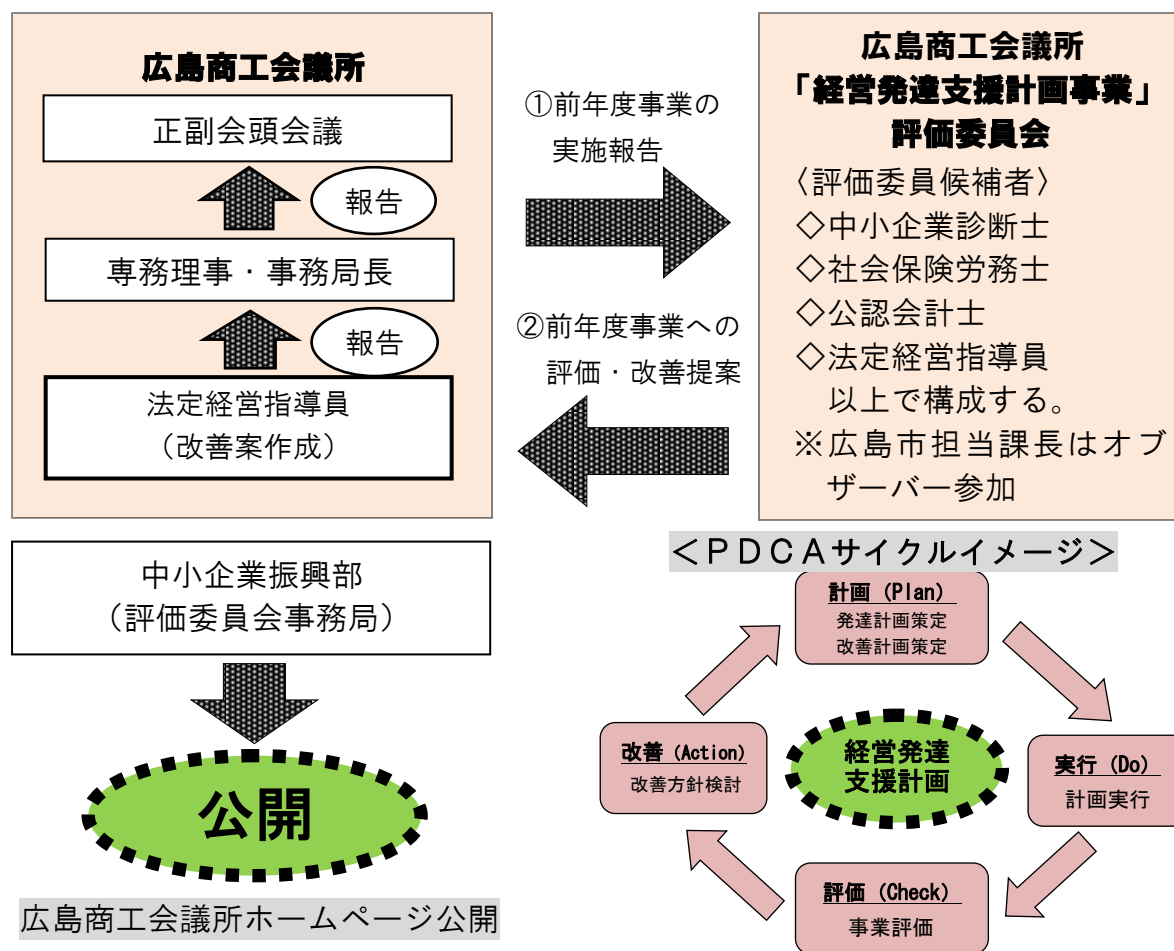 広島商工会議所
正副会頭会議
報告
専務理事・事務局長
報告
法定経営指導員
（改善案作成）
①前年度事業の
実施報告
②前年度事業への
評価・改善提案
広島商工会議所
「経営発達支援計画事業」
評価委員会
〈評価委員候補者〉
◇中小企業診断士
◇社会保険労務士
◇公認会計士
◇法定経営指導員
以上で構成する。
※広島市担当課長はオブ
ザーバー参加
中小企業振興部
（評価委員会事務局）
公開
広島商工会議所ホームページ公開
＜ＰＤＣＡサイクルイメージ＞
計画（Plan）
発達計画策定
改善計画策定
改善（Action）
改善方針検討
経営発達
支援計画
実行（Do）
計画実行
評価（Check）
事業評価